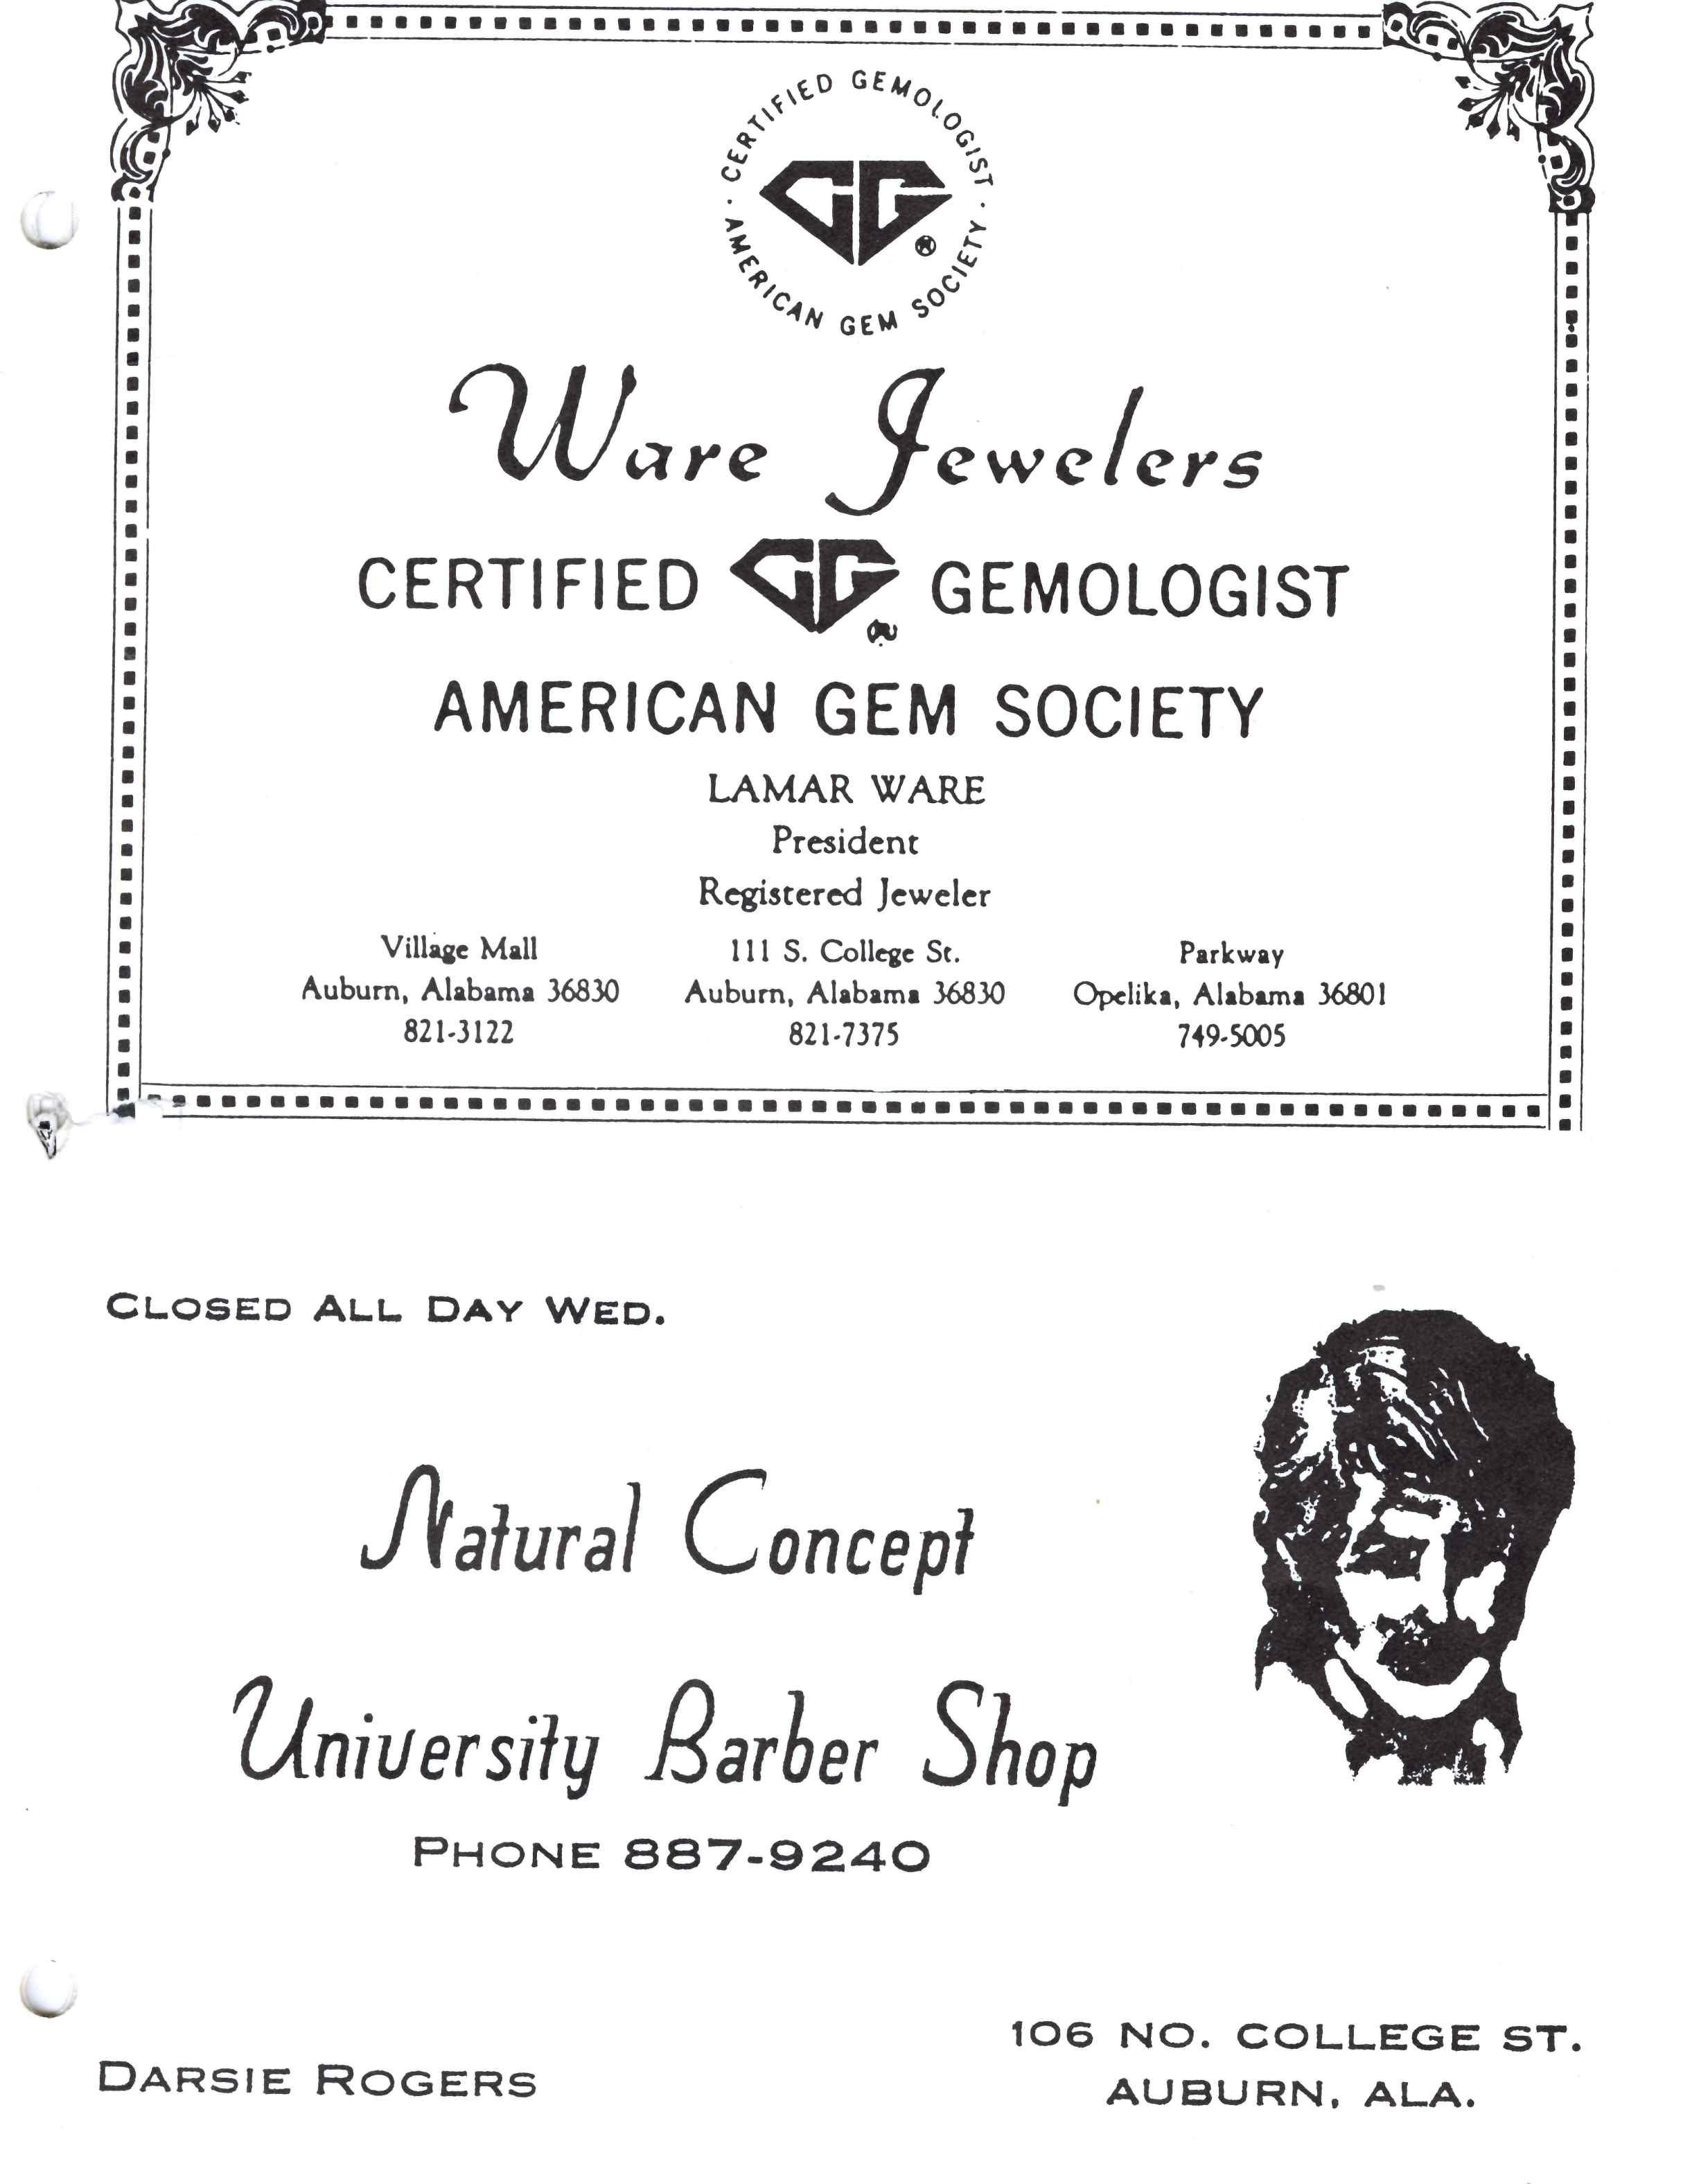 CERTIFIED GEMOLOGIST
· AMERICAN GEM SOCIETY ·
CG ®
Ware Jewelers
CERTIFIED CG ® GEMOLOGIST
AMERICAN GEM SOCIETY
LAMAR WARE
President
Registered Jeweler
Village Mall
Auburn, Alabama 36830
821-3122
111 S. College St.
Auburn, Alabama 36830
821-7375
Parkway
Opelika, Alabama 36801
749-5005
CLOSED ALL DAY WED.
Natural Concept
University Barber Shop
PHONE 887-9240
DARSIE ROGERS
106 NO. COLLEGE ST.
AUBURN, ALA.